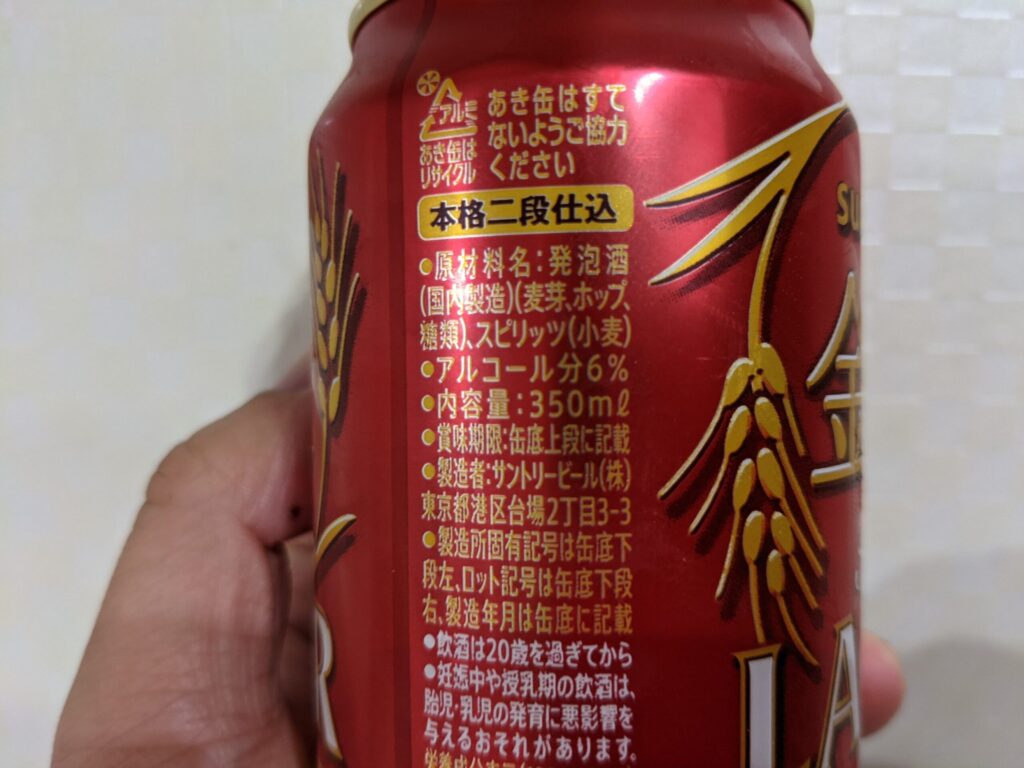 アルミ
あき缶は
リサイクル
あき缶はすて
ないようご協力
ください
本格二段仕込
●原材料名:発泡酒
(国内製造)(麦芽、ホップ、
糖類)、スピリッツ(小麦)
●アルコール分6%
●内容量:350mℓ
●賞味期限:缶底上段に記載
●製造者:サントリービール(株)
東京都港区台場2丁目3-3
●製造所固有記号は缶底下
段左、ロット記号は缶底下段
右、製造年月は缶底に記載
●飲酒は20歳を過ぎてから
●妊娠中や授乳期の飲酒は、
胎児・乳児の発育に悪影響を
与えるおそれがあります。
SU
金
LA
R